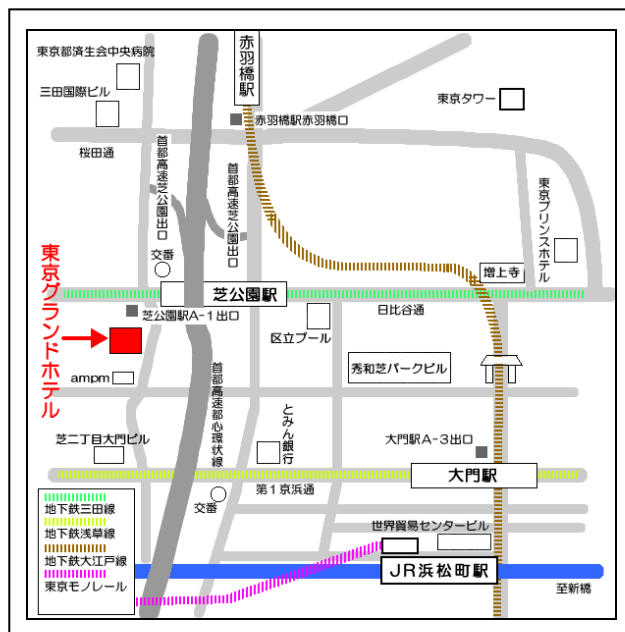 東京都済生会中央病院
三田国際ビル
赤羽橋駅
東京タワー
赤羽橋駅赤羽橋口
桜田通
首都高速芝公園出口
首都高速芝公園出口
東京プリンスホテル
交番
増上寺
東京グランドホテル
芝公園駅
日比谷通
芝公園駅A-1出口
区立プール
秀和芝パークビル
ampm
首都高速都心環状線
とみん銀行
芝二丁目大門ビル
大門駅A-3出口
大門駅
第1京浜通
交番
地下鉄三田線
地下鉄浅草線
地下鉄大江戸線
東京モノレール
世界貿易センタービル
JR浜松町駅
至新橋